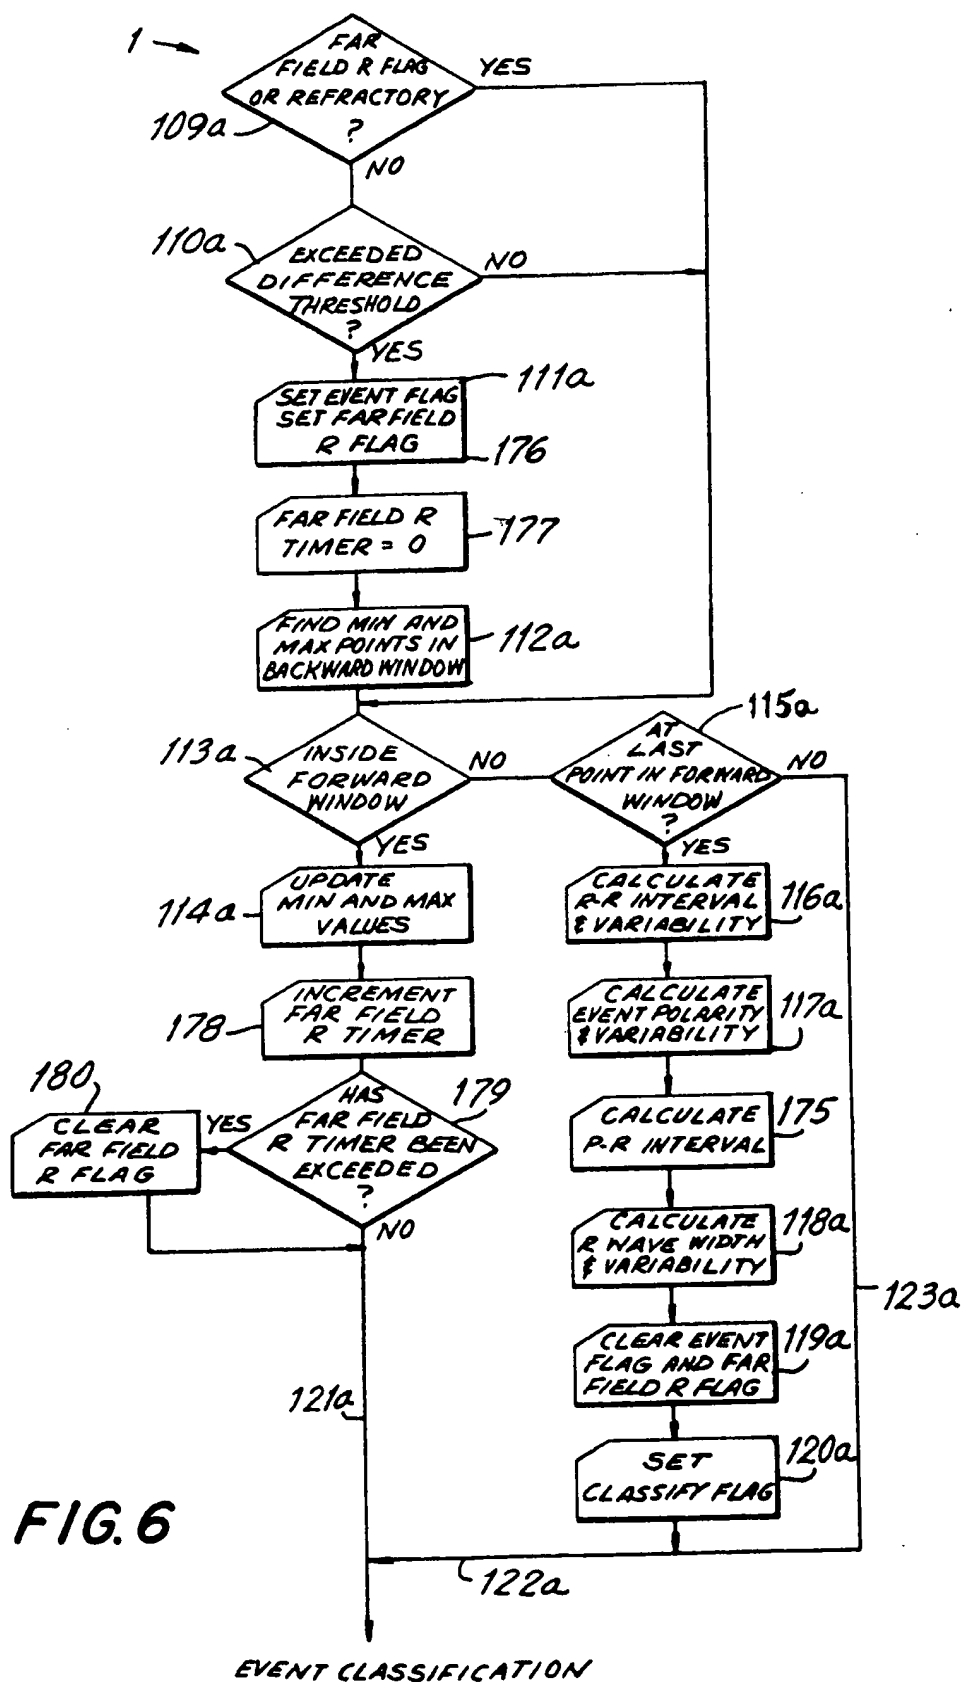 1
FAR
FIELD R FLAG
OR REFRACTORY
?
YES
109a
NO
110a
EXCEEDED
DIFFERENCE
THRESHOLD
?
NO
YES
111a
SET EVENT FLAG
SET FAR FIELD
R FLAG
176
FAR FIELD R
TIMER = 0
177
FIND MIN AND
MAX POINTS IN
BACKWARD WINDOW
112a
113a
INSIDE
FORWARD
WINDOW
NO
YES
115a
AT
LAST
POINT IN FORWARD
WINDOW
?
NO
YES
UPDATE
MIN AND MAX
VALUES
114a
CALCULATE
R-R INTERVAL
& VARIABILITY
116a
INCREMENT
FAR FIELD
R TIMER
178
CALCULATE
EVENT POLARITY
& VARIABILITY
117a
180
CLEAR
FAR FIELD
R FLAG
YES
HAS
FAR FIELD
R TIMER BEEN
EXCEEDED
?
179
NO
CALCULATE
P-R INTERVAL
175
CALCULATE
R WAVE WIDTH
& VARIABILITY
118a
123a
CLEAR EVENT
FLAG AND FAR
FIELD R FLAG
119a
121a
SET
CLASSIFY FLAG
120a
FIG. 6
122a
EVENT CLASSIFICATION